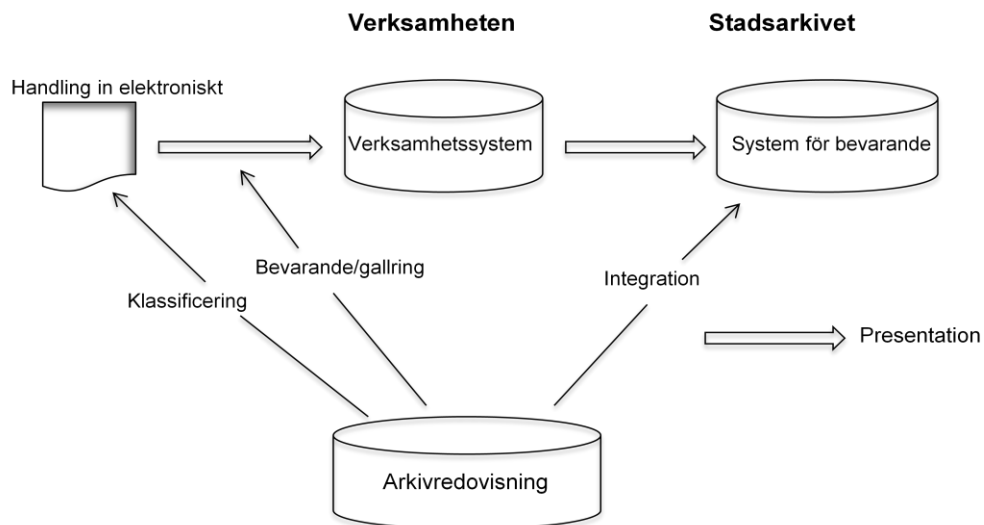 Verksamheten
Stadsarkivet
Handling in elektroniskt
Verksamhetssystem
System för bevarande
Bevarande/gallring
Klassificering
Integration
Presentation
Arkivredovisning